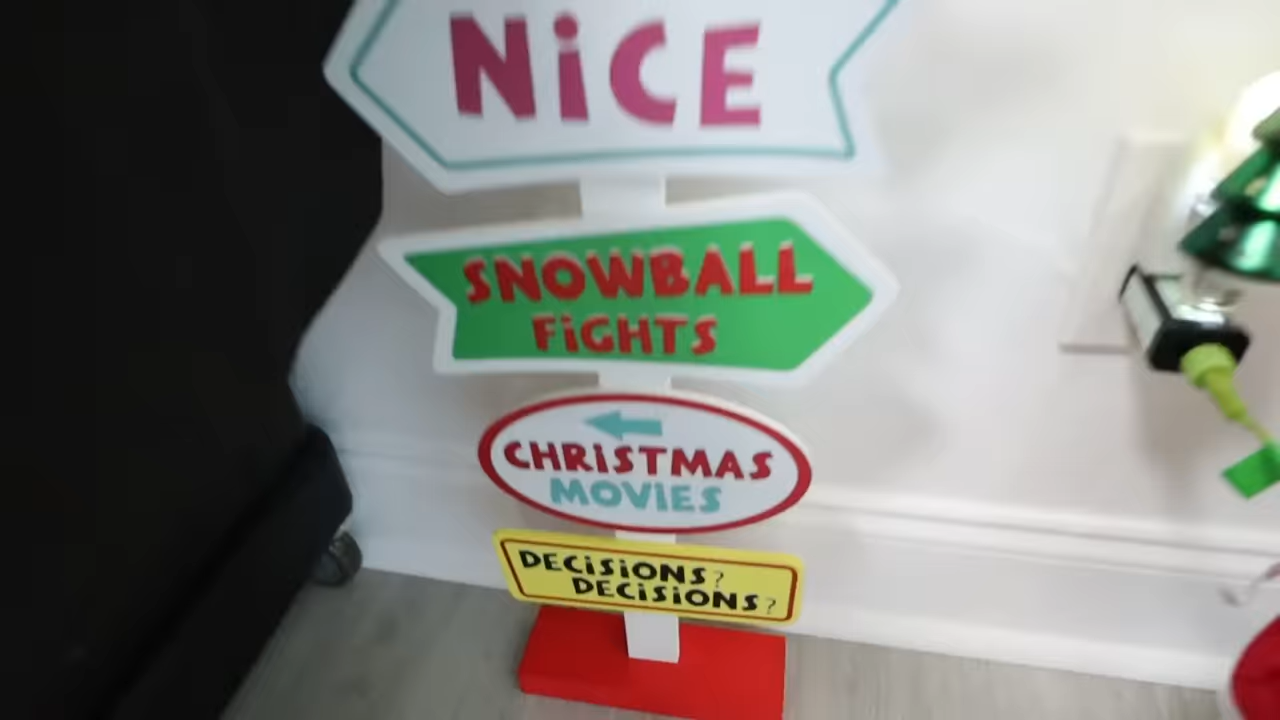 NiCE
SNOWBALL
FiGHTS
CHRiSTMAS
MOViES
DECiSiONS?
DECiSiONS?